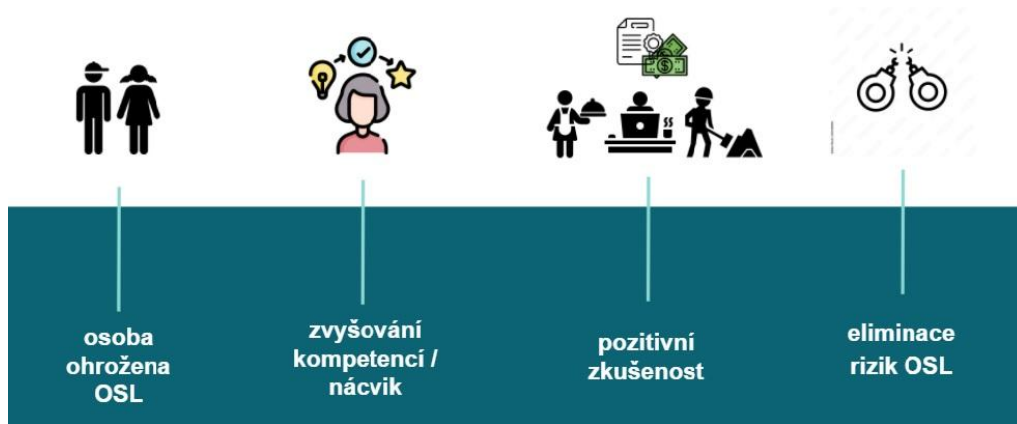 osoba
ohrožena
OSL
zvyšování
kompetencí /
nácvik
pozitivní
zkušenost
eliminace
rizik OSL